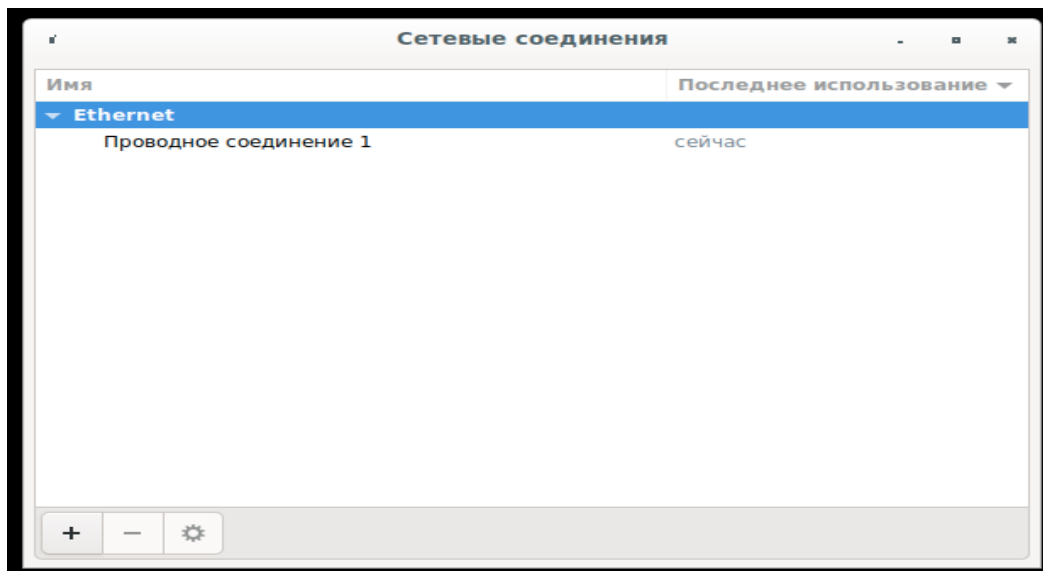 Сетевые соединения
Имя Последнее использование
Ethernet
Проводное соединение 1 сейчас